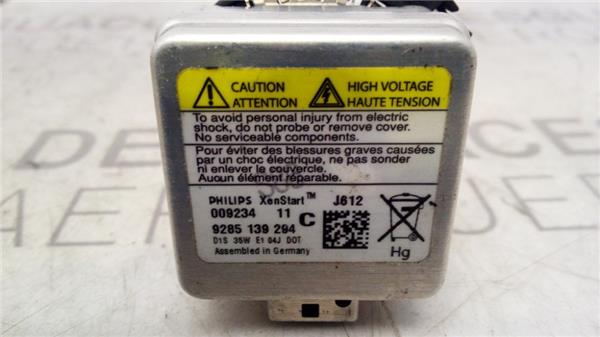 CAUTION
ATTENTION
HIGH VOLTAGE
HAUTE TENSION
To avoid personal injury from electric
shock, do not probe or remove cover.
No serviceable components.
Pour éviter des blessures graves causées
par un choc électrique, ne pas sonder
ni enlever le couvercle.
Aucun élément réparable.
PHILIPS XenStart™ J612
009234 11 C
9285 139 294
D1S 35W E1 04J DOT
Assembled in Germany
Hg